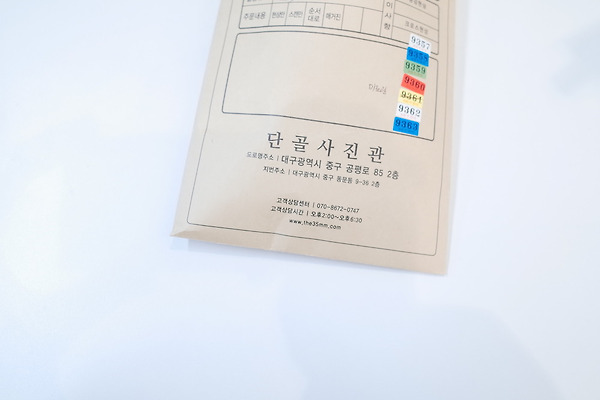 주문내용 현상만 스캔만 순서대로 매거진
이
사
항
9357
9358
9359
9360
9361
9362
9363
단골사진관
도로명주소 | 대구광역시 중구 공평로 85 2층
지번주소 | 대구광역시 중구 동문동 9-36 2층
고객상담센터 | 070-8672-0747
고객상담시간 | 오후2:00~오후6:30
www.the35mm.com